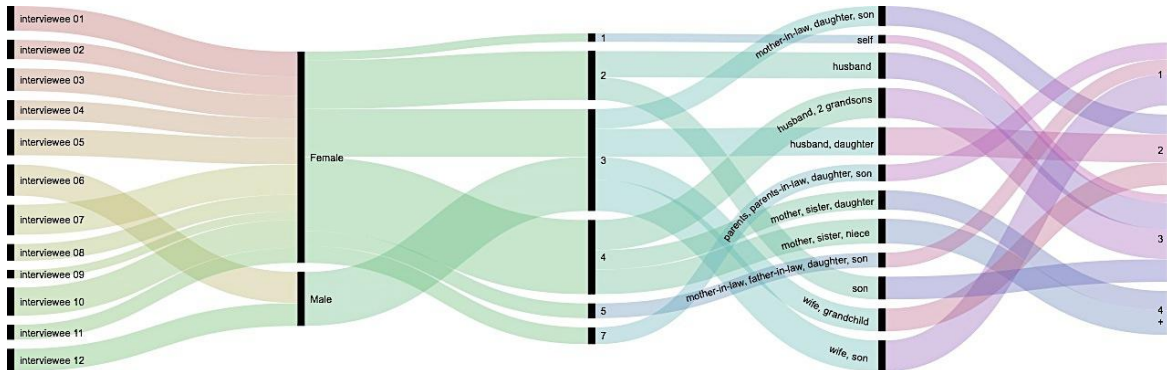 interviewee 01
interviewee 02
interviewee 03
interviewee 04
interviewee 05
interviewee 06
interviewee 07
interviewee 08
interviewee 09
interviewee 10
interviewee 11
interviewee 12
Female
Male
1
2
3
4
5
7
mother-in-law, daughter, son
self
husband
husband, 2 grandsons
husband, daughter
parents, parents-in-law, daughter, son
mother, sister, daughter
mother, sister, niece
mother-in-law, father-in-law, daughter, son
son
wife, grandchild
wife, son
1
2
3
4
+